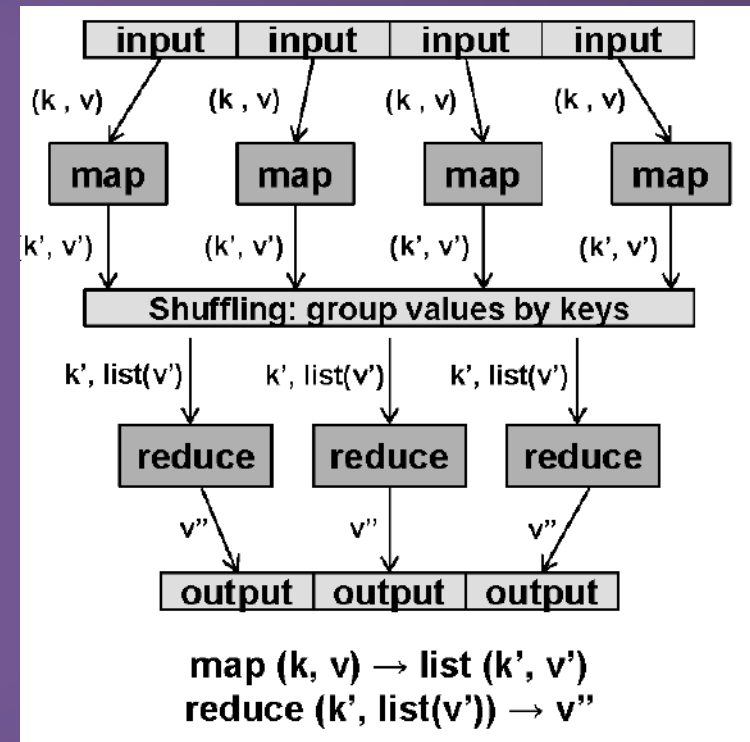 input input input input
(k , v) (k , v) (k , v) (k , v)
map map map map
(k’, v’) (k’, v’) (k’, v’) (k’, v’)
Shuffling: group values by keys
k’, list(v’) k’, list(v’) k’, list(v’)
reduce reduce reduce
v” v” v”
output output output
map (k, v) → list (k’, v’)
reduce (k’, list(v’)) → v”